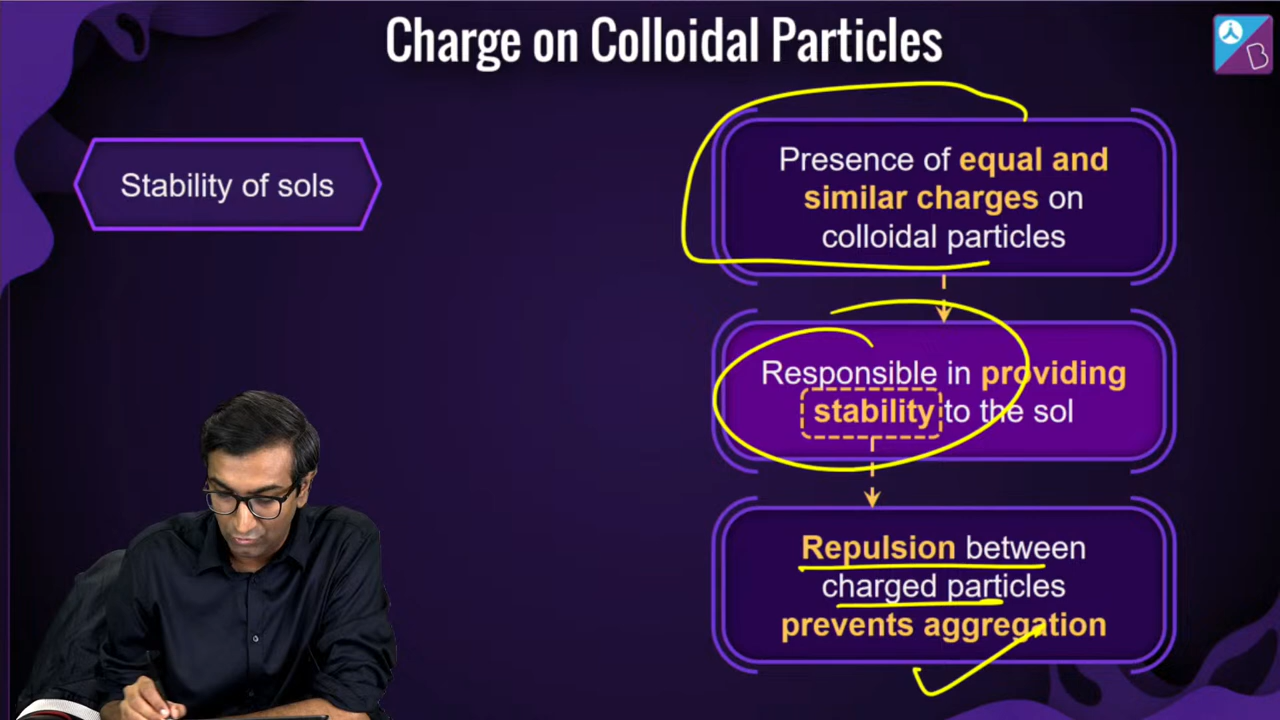 Charge on Colloidal Particles
B
Stability of sols
Presence of equal and
similar charges on
colloidal particles
Responsible in providing
stability to the sol
Repulsion between
charged particles
prevents aggregation